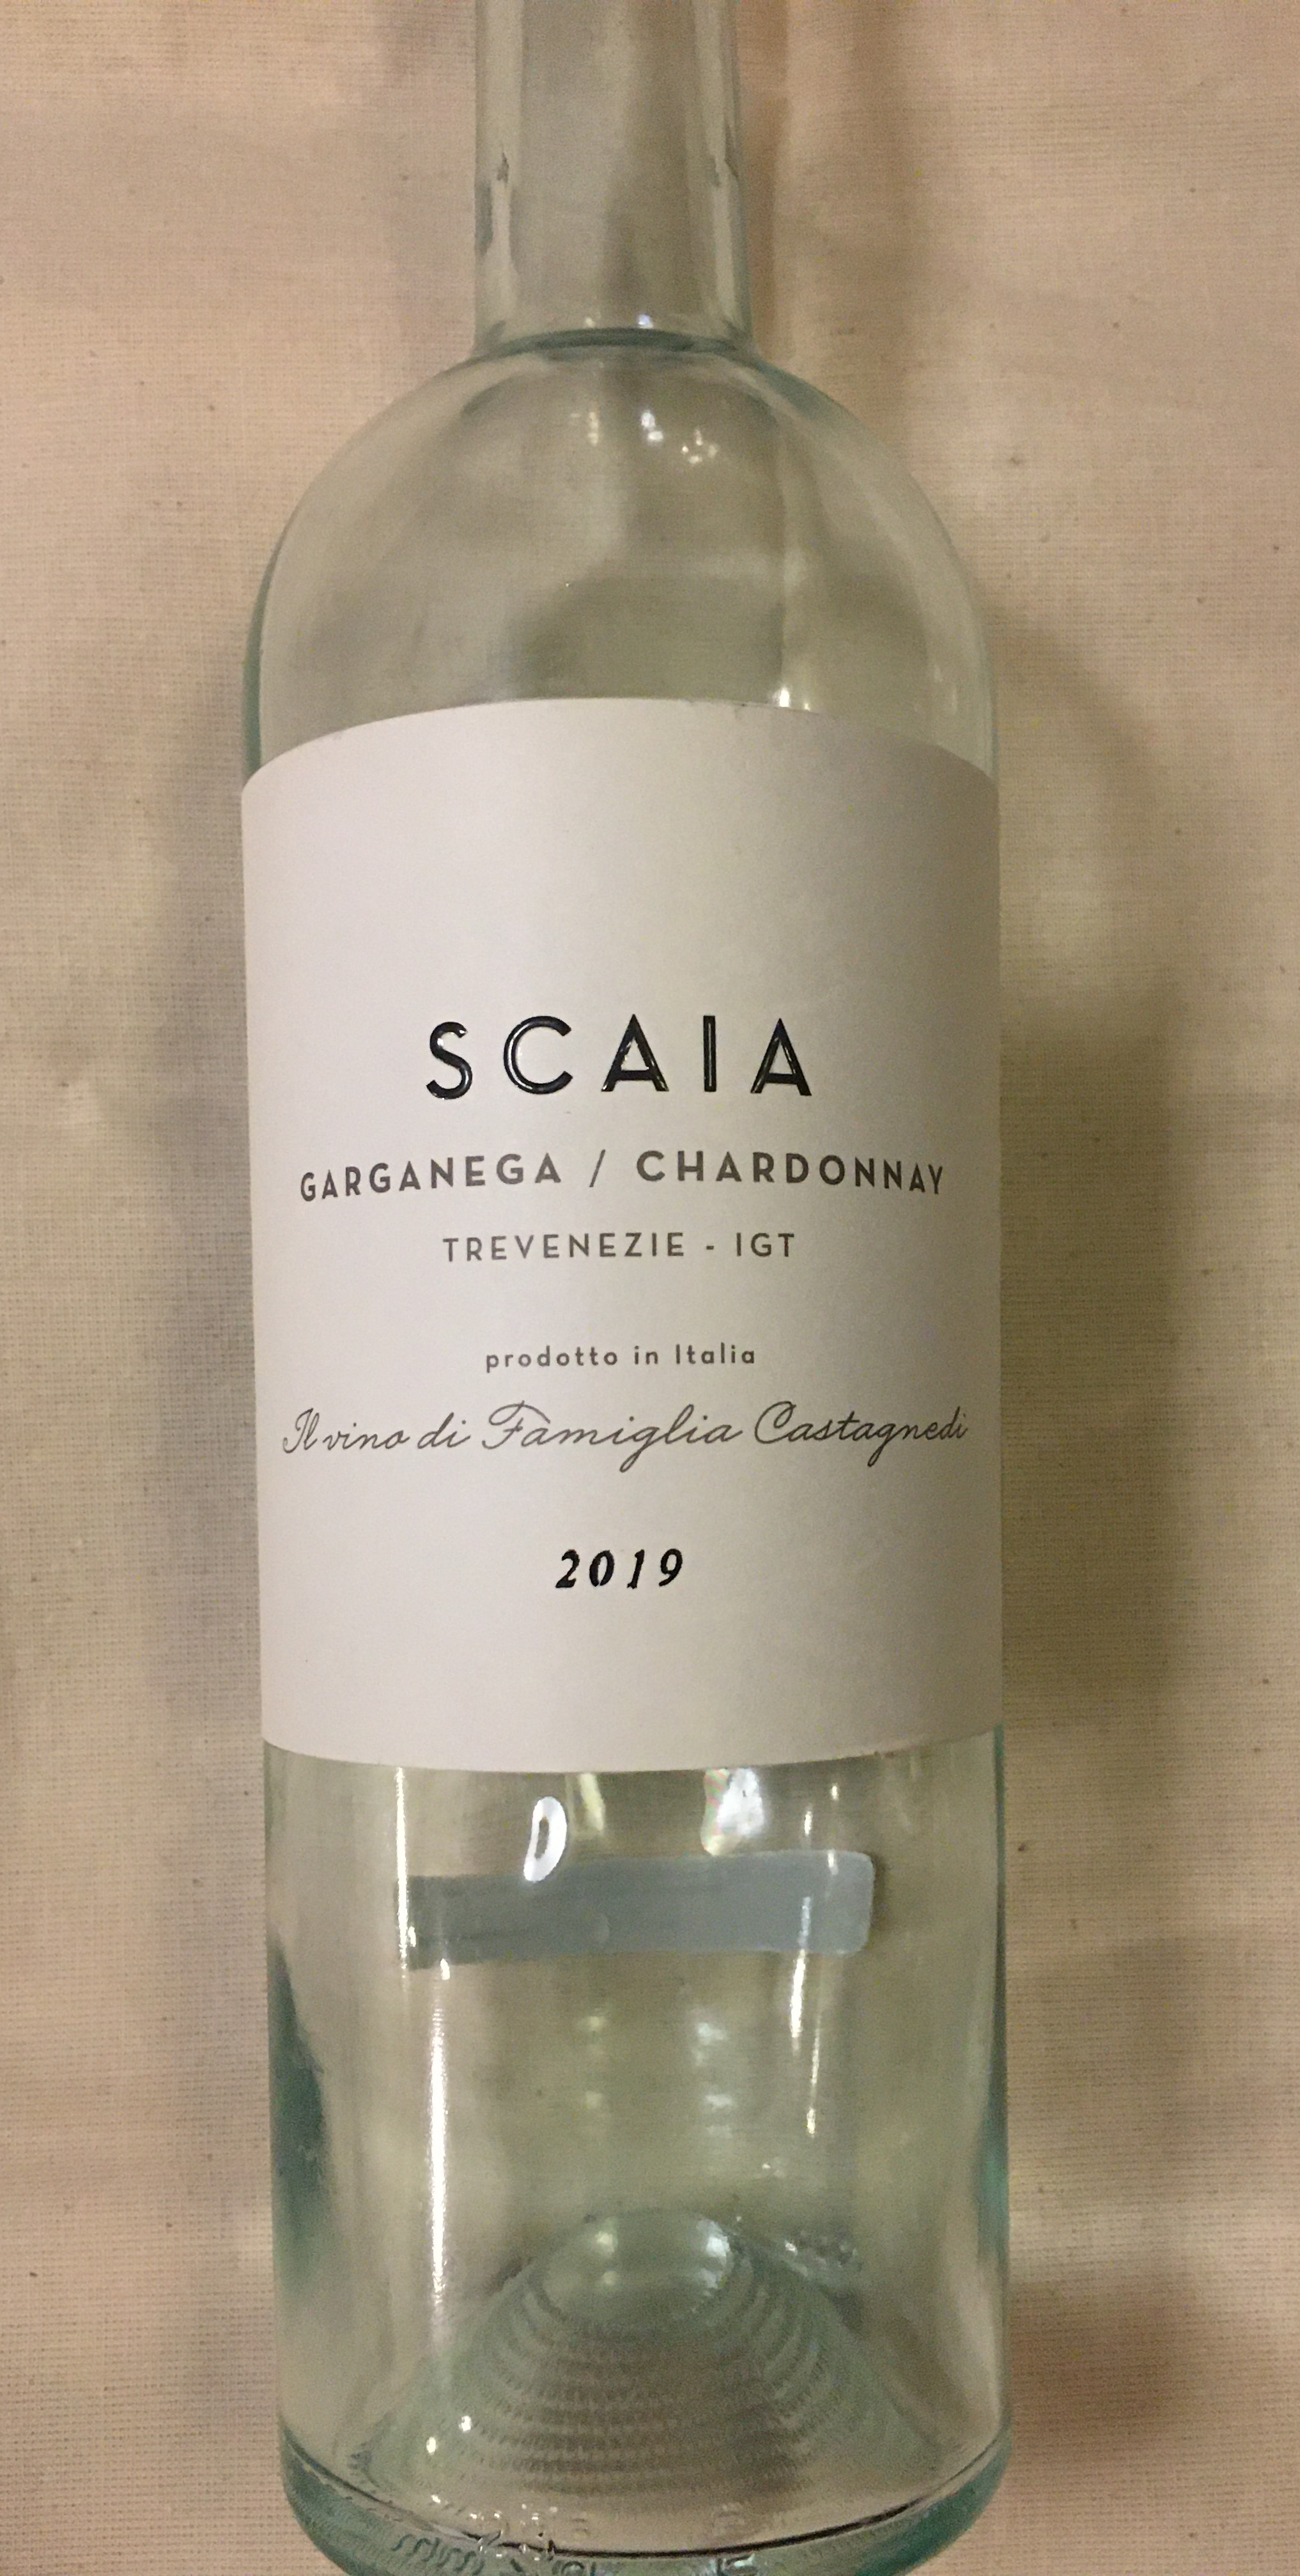 SCAIA
GARGANEGA / CHARDONNAY
TREVENEZIE - IGT
prodotto in Italia
Il vino di Famiglia Castagnedi
2019